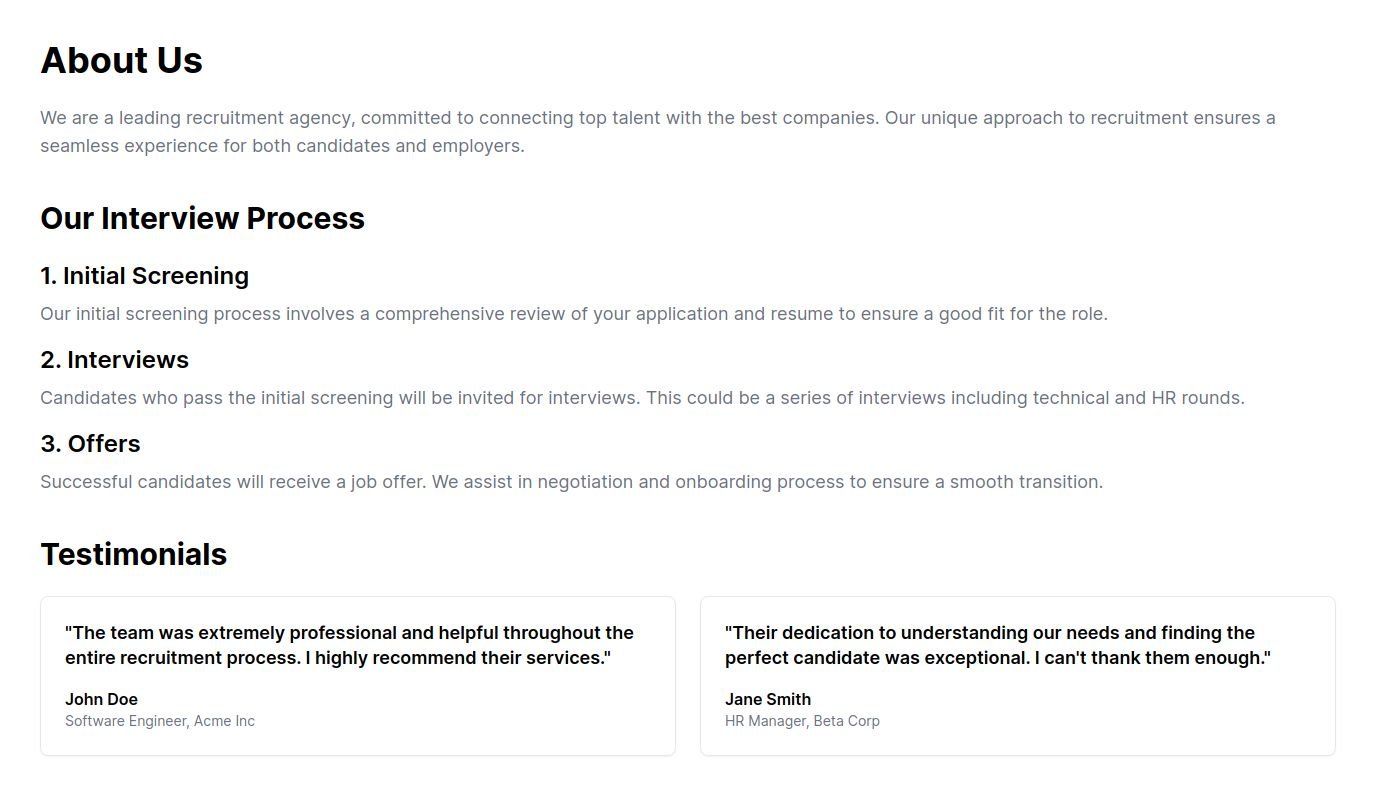 About Us
We are a leading recruitment agency, committed to connecting top talent with the best companies. Our unique approach to recruitment ensures a
seamless experience for both candidates and employers.
Our Interview Process
1. Initial Screening
Our initial screening process involves a comprehensive review of your application and resume to ensure a good fit for the role.
2. Interviews
Candidates who pass the initial screening will be invited for interviews. This could be a series of interviews including technical and HR rounds.
3. Offers
Successful candidates will receive a job offer. We assist in negotiation and onboarding process to ensure a smooth transition.
Testimonials
"The team was extremely professional and helpful throughout the
entire recruitment process. I highly recommend their services."
John Doe
Software Engineer, Acme Inc
"Their dedication to understanding our needs and finding the
perfect candidate was exceptional. I can't thank them enough."
Jane Smith
HR Manager, Beta Corp